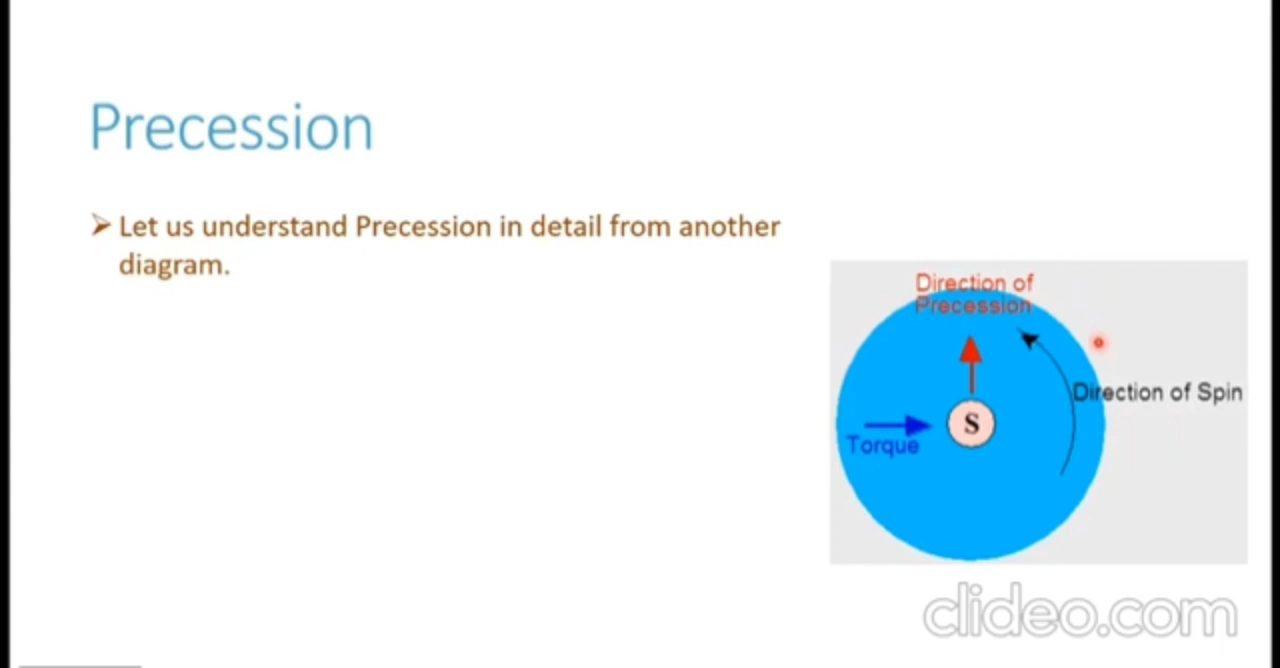 Precession
➢ Let us understand Precession in detail from another
diagram.
Direction of
Precession
Direction of Spin
S
Torque
clideo.com